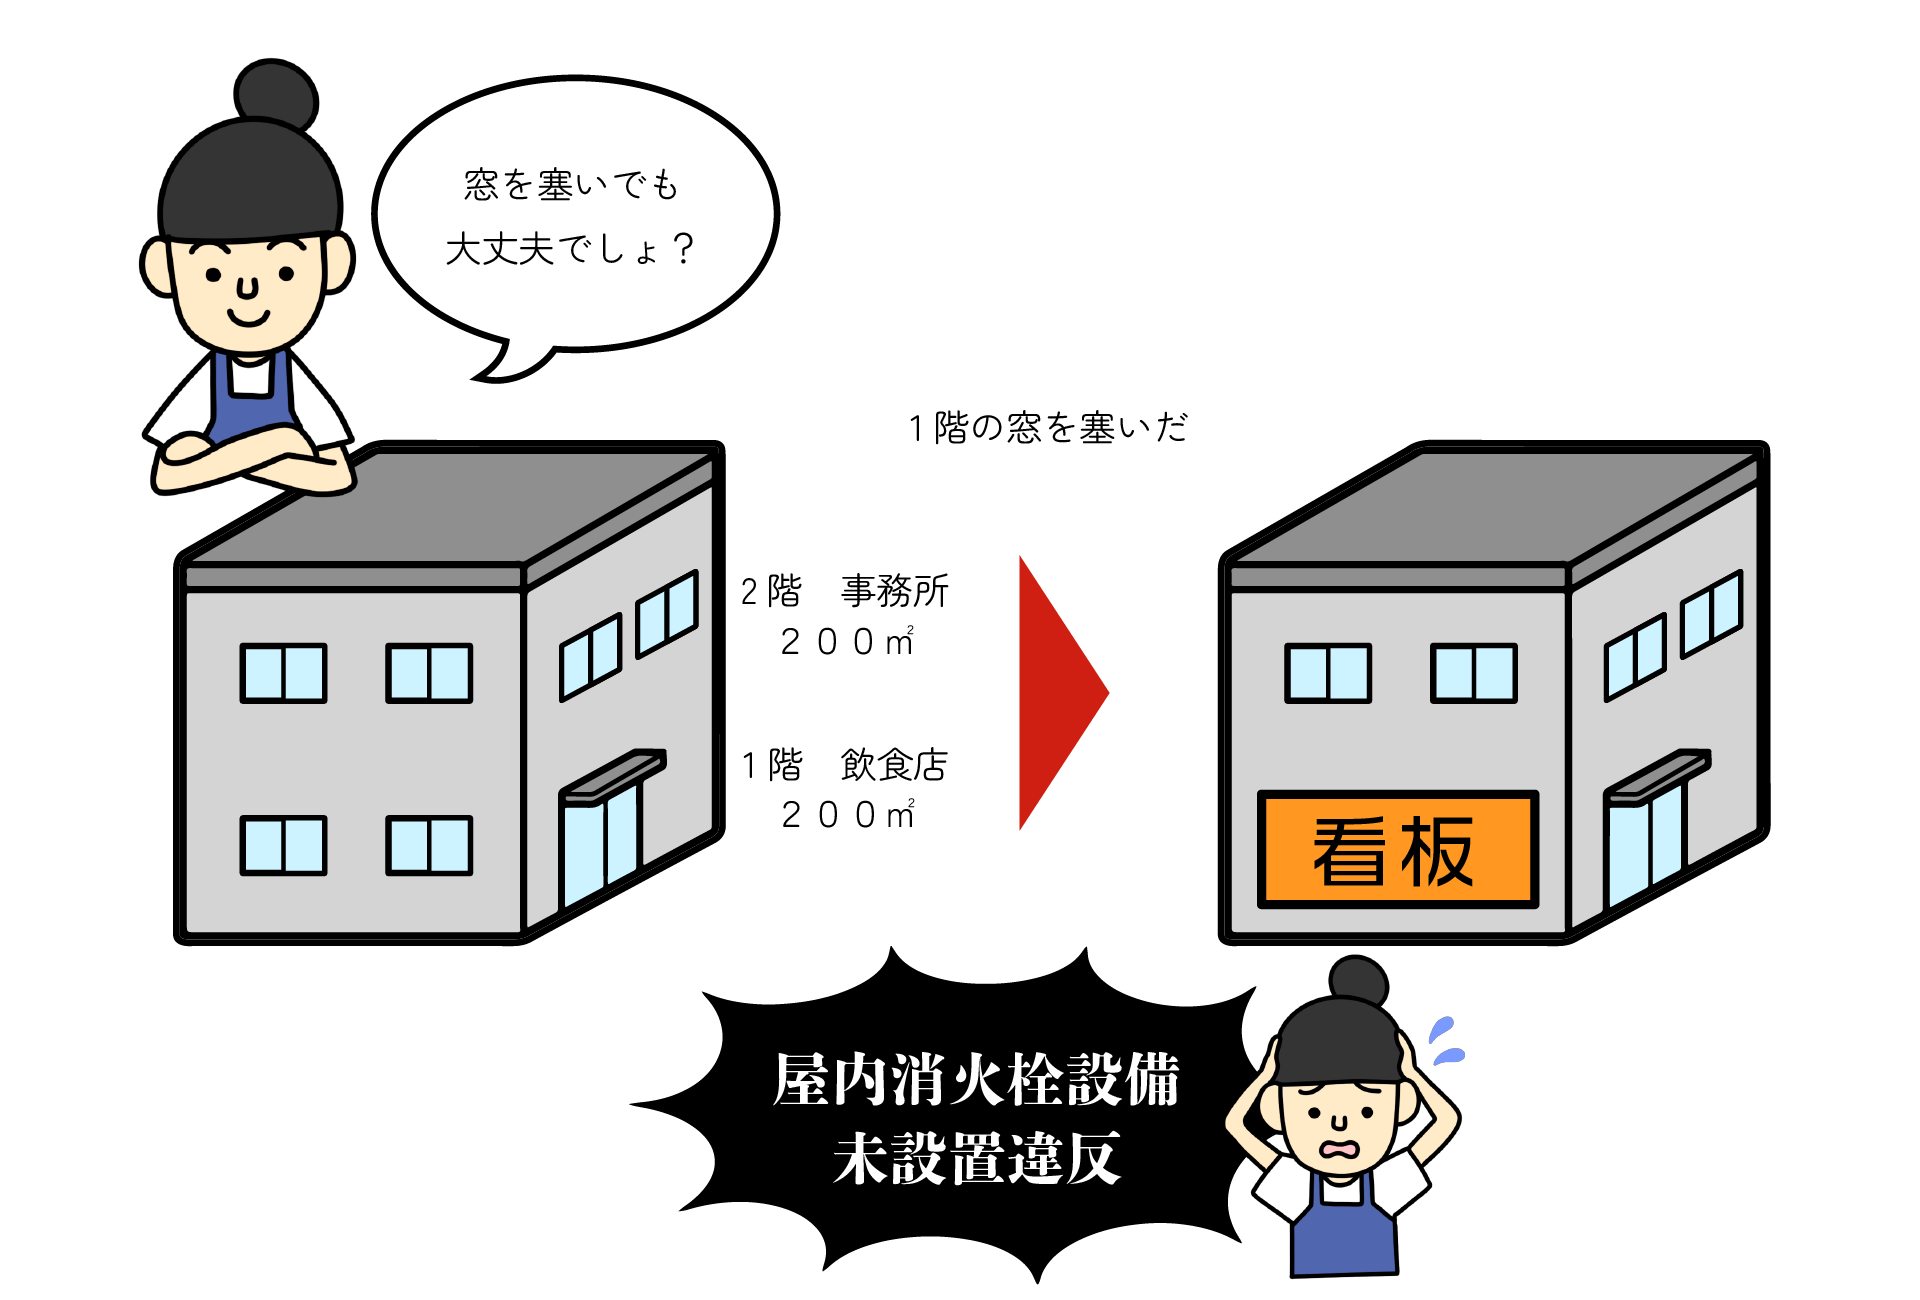 窓を塞いでも
大丈夫でしょ？
１階の窓を塞いだ
２階　事務所
２００㎡
１階　飲食店
２００㎡
看板
屋内消火栓設備
未設置違反